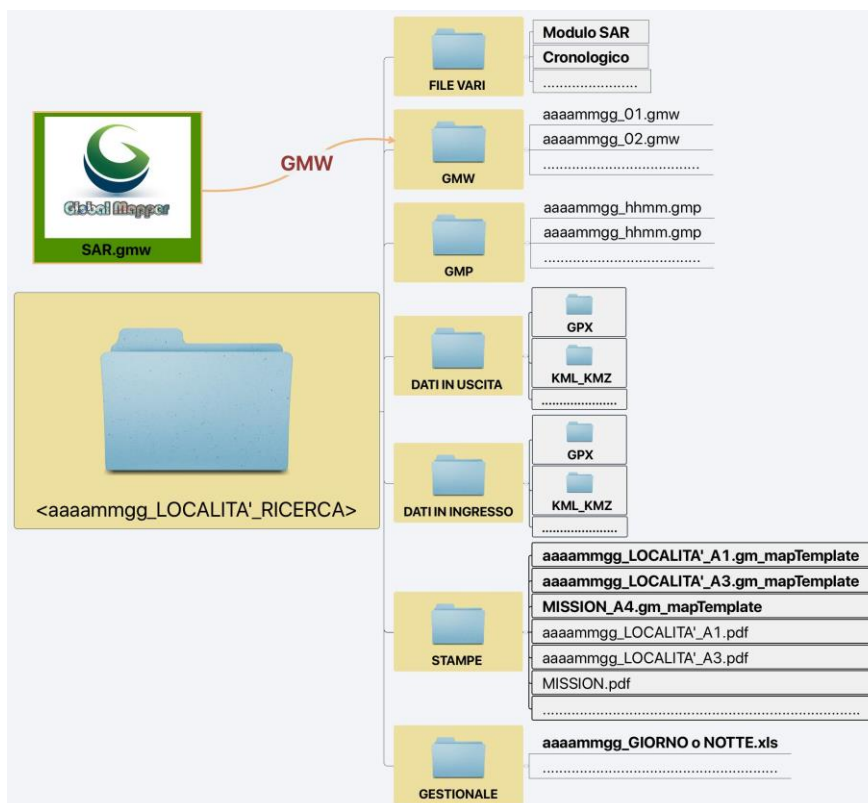 Modulo SAR
Cronologico
........................
FILE VARI
Global Mapper
SAR.gmw
GMW
aaaammgg_01.gmw
aaaammgg_02.gmw
....................................
GMW
aaaammgg_hhmm.gmp
aaaammgg_hhmm.gmp
....................................
GMP
<aaaammgg_LOCALITA'_RICERCA>
GPX
KML_KMZ
......................
DATI IN USCITA
GPX
KML_KMZ
......................
DATI IN INGRESSO
aaaammgg_LOCALITA'_A1.gm_mapTemplate
aaaammgg_LOCALITA'_A3.gm_mapTemplate
MISSION_A4.gm_mapTemplate
aaaammgg_LOCALITA'_A1.pdf
aaaammgg_LOCALITA'_A3.pdf
MISSION.pdf
.........................................................................
STAMPE
aaaammgg_GIORNO o NOTTE.xls
......................................................
GESTIONALE